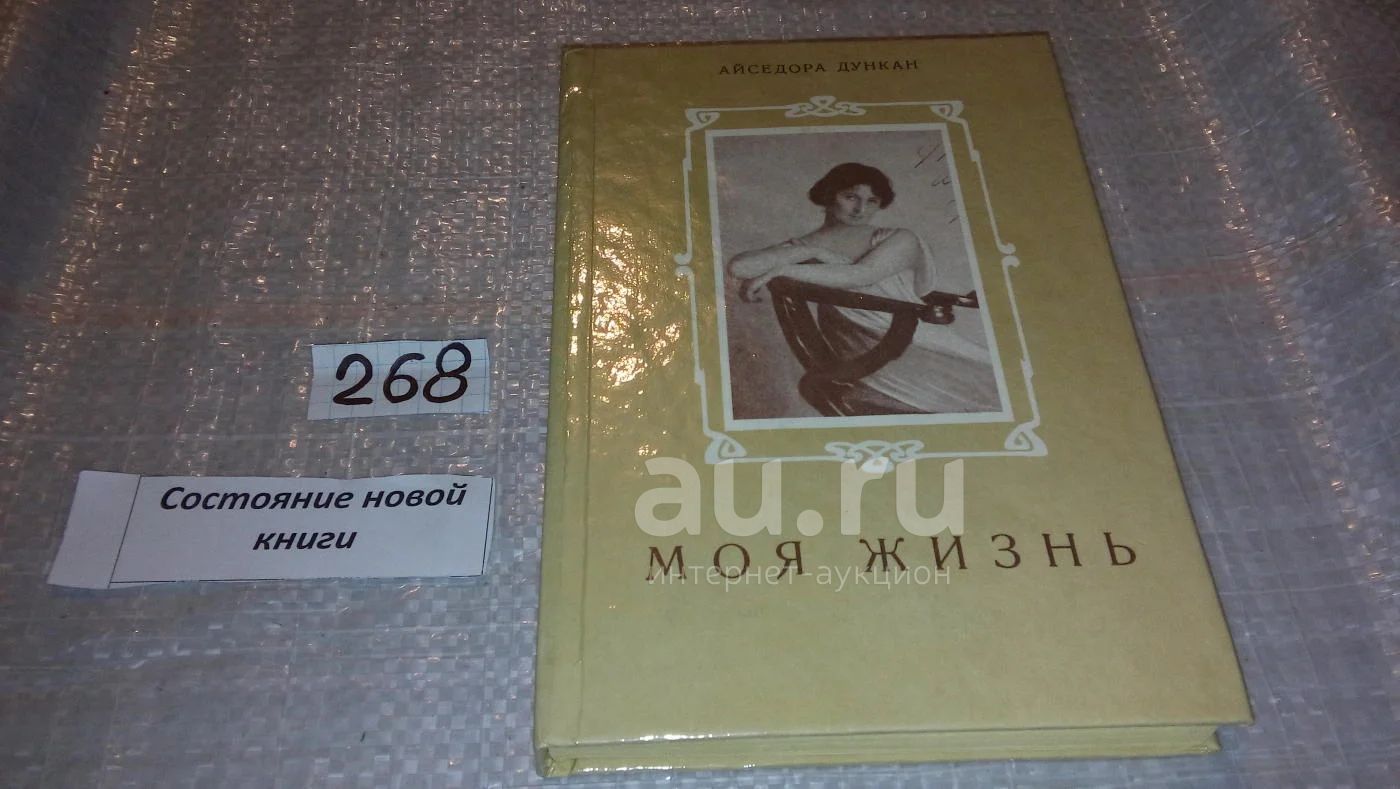 АЙСЕДОРА ДУНКАН
268
Состояние новой
книги
au.ru
МОЯ ЖИЗНЬ
интернет-аукцион